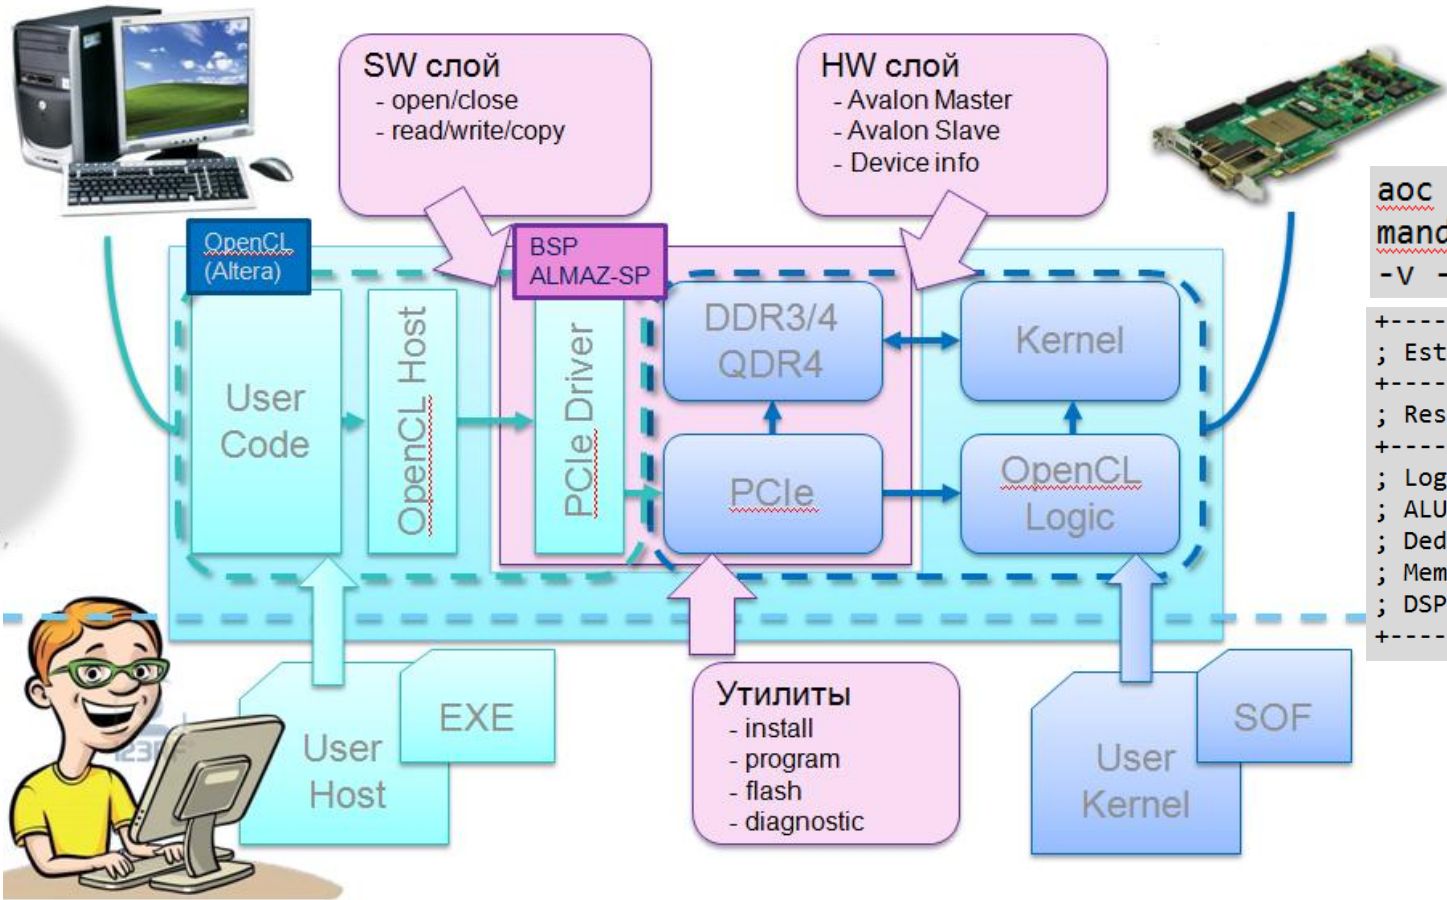 SW слой
- open/close
- read/write/copy
HW слой
- Avalon Master
- Avalon Slave
- Device info
OpenCL
(Altera)
BSP
ALMAZ-SP
User
Code
OpenCL Host
PCIe Driver
DDR3/4
QDR4
Kernel
PCIe
OpenCL
Logic
aoc
mand
-v -
+----
; Est
+----
; Res
+----
; Log
; ALU
; Ded
; Mem
; DSP
+----
User
Host
EXE
Утилиты
- install
- program
- flash
- diagnostic
User
Kernel
SOF